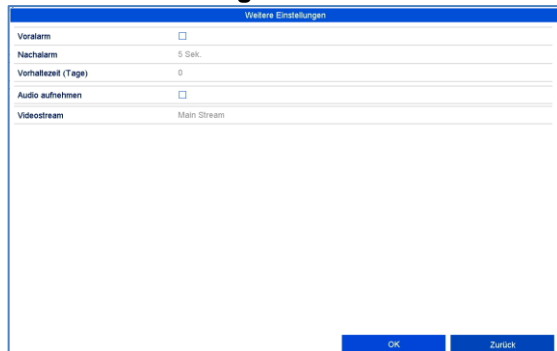 Weitere Einstellungen
Voralarm
Nachalarm 5 Sek.
Vorhaltezeit (Tage) 0
Audio aufnehmen
Videostream Main Stream
OK Zurück